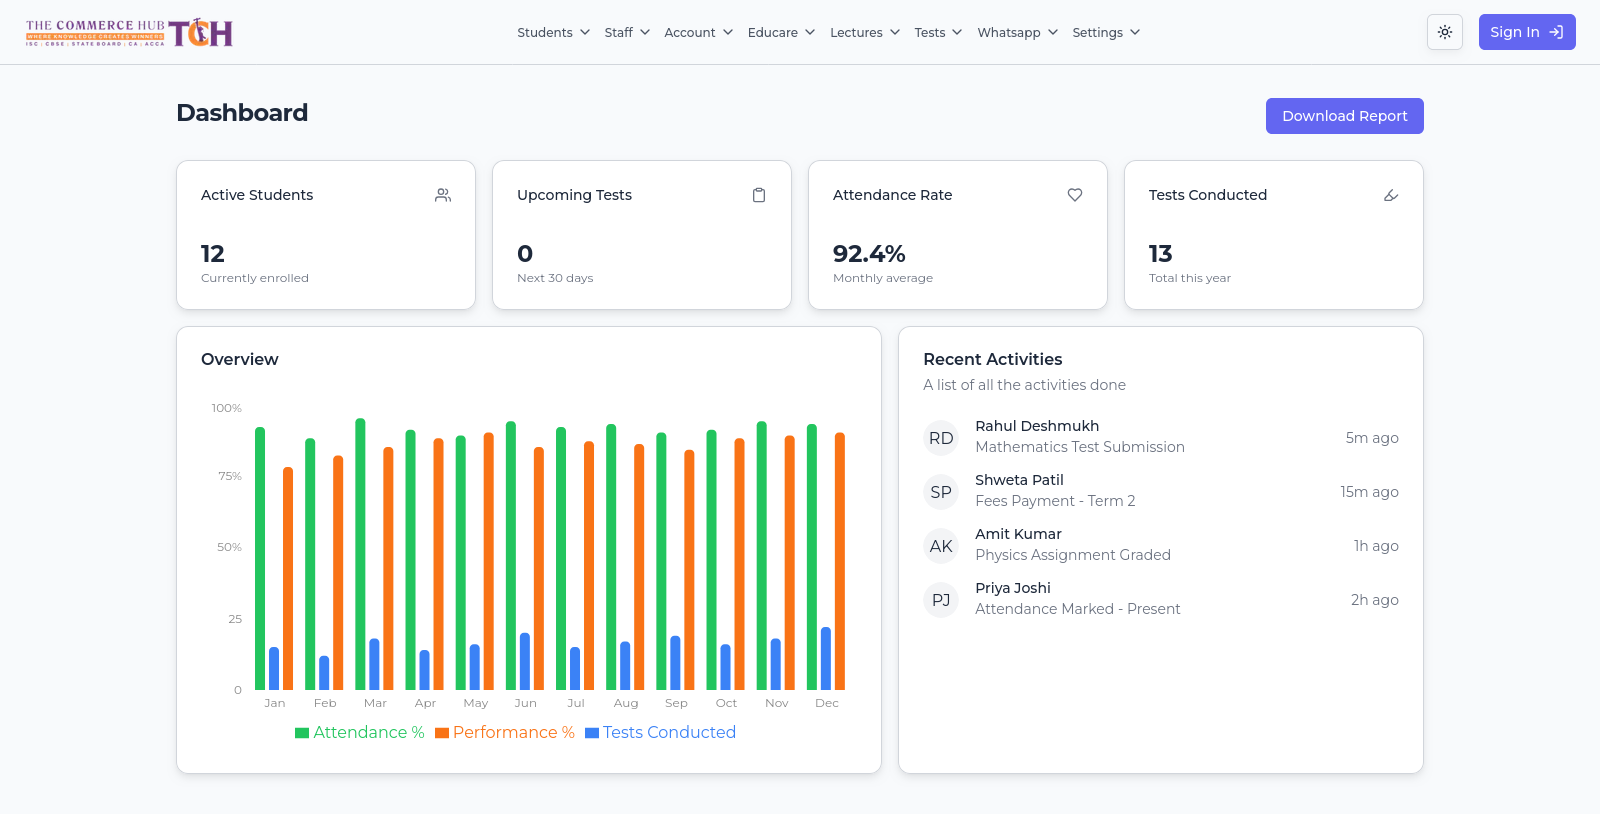 THE COMMERCE HUB
WHERE KNOWLEDGE CREATES WINNERS
ISC | CBSE | STATE BOARD | CA | ACCA
TCH
Students
Staff
Account
Educare
Lectures
Tests
Whatsapp
Settings
Sign In
Dashboard
Download Report
Active Students
12
Currently enrolled
Upcoming Tests
0
Next 30 days
Attendance Rate
92.4%
Monthly average
Tests Conducted
13
Total this year
Overview
100%
75%
50%
25
0
Jan Feb Mar Apr May Jun Jul Aug Sep Oct Nov Dec
Attendance % Performance % Tests Conducted
Recent Activities
A list of all the activities done
RD
Rahul Deshmukh
Mathematics Test Submission
5m ago
SP
Shweta Patil
Fees Payment - Term 2
15m ago
AK
Amit Kumar
Physics Assignment Graded
1h ago
PJ
Priya Joshi
Attendance Marked - Present
2h ago